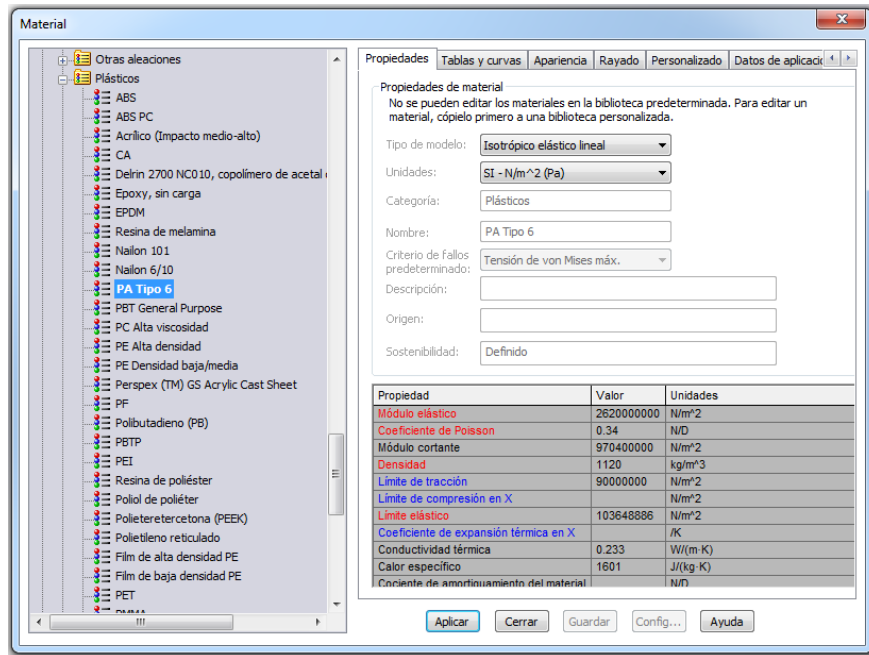 Material
Otras aleaciones
Plásticos
ABS
ABS PC
Acrílico (Impacto medio-alto)
CA
Delrin 2700 NC010, copolímero de acetal
Epoxy, sin carga
EPDM
Resina de melamina
Nailon 101
Nailon 6/10
PA Tipo 6
PBT General Purpose
PC Alta viscosidad
PE Alta densidad
PE Densidad baja/media
Perspex (TM) GS Acrylic Cast Sheet
PF
Polibutadieno (PB)
PBTP
PEI
Resina de poliéster
Poliol de poliéter
Polieteretercetona (PEEK)
Polietileno reticulado
Film de alta densidad PE
Film de baja densidad PE
PET
PMMA
Propiedades Tablas y curvas Apariencia Rayado Personalizado Datos de aplicació
Propiedades de material
No se pueden editar los materiales en la biblioteca predeterminada. Para editar un
material, cópielo primero a una biblioteca personalizada.
Tipo de modelo: Isotrópico elástico lineal
Unidades: SI - N/m^2 (Pa)
Categoría: Plásticos
Nombre: PA Tipo 6
Criterio de fallos
predeterminado: Tensión de von Mises máx.
Descripción:
Origen:
Sostenibilidad: Definido
Propiedad Valor Unidades
Módulo elástico 2620000000 N/m^2
Coeficiente de Poisson 0.34 N/D
Módulo cortante 970400000 N/m^2
Densidad 1120 kg/m^3
Límite de tracción 90000000 N/m^2
Límite de compresión en X N/m^2
Límite elástico 103648886 N/m^2
Coeficiente de expansión térmica en X /K
Conductividad térmica 0.233 W/(m·K)
Calor específico 1601 J/(kg·K)
Cociente de amortiguamiento del material N/D
Aplicar Cerrar Guardar Config... Ayuda